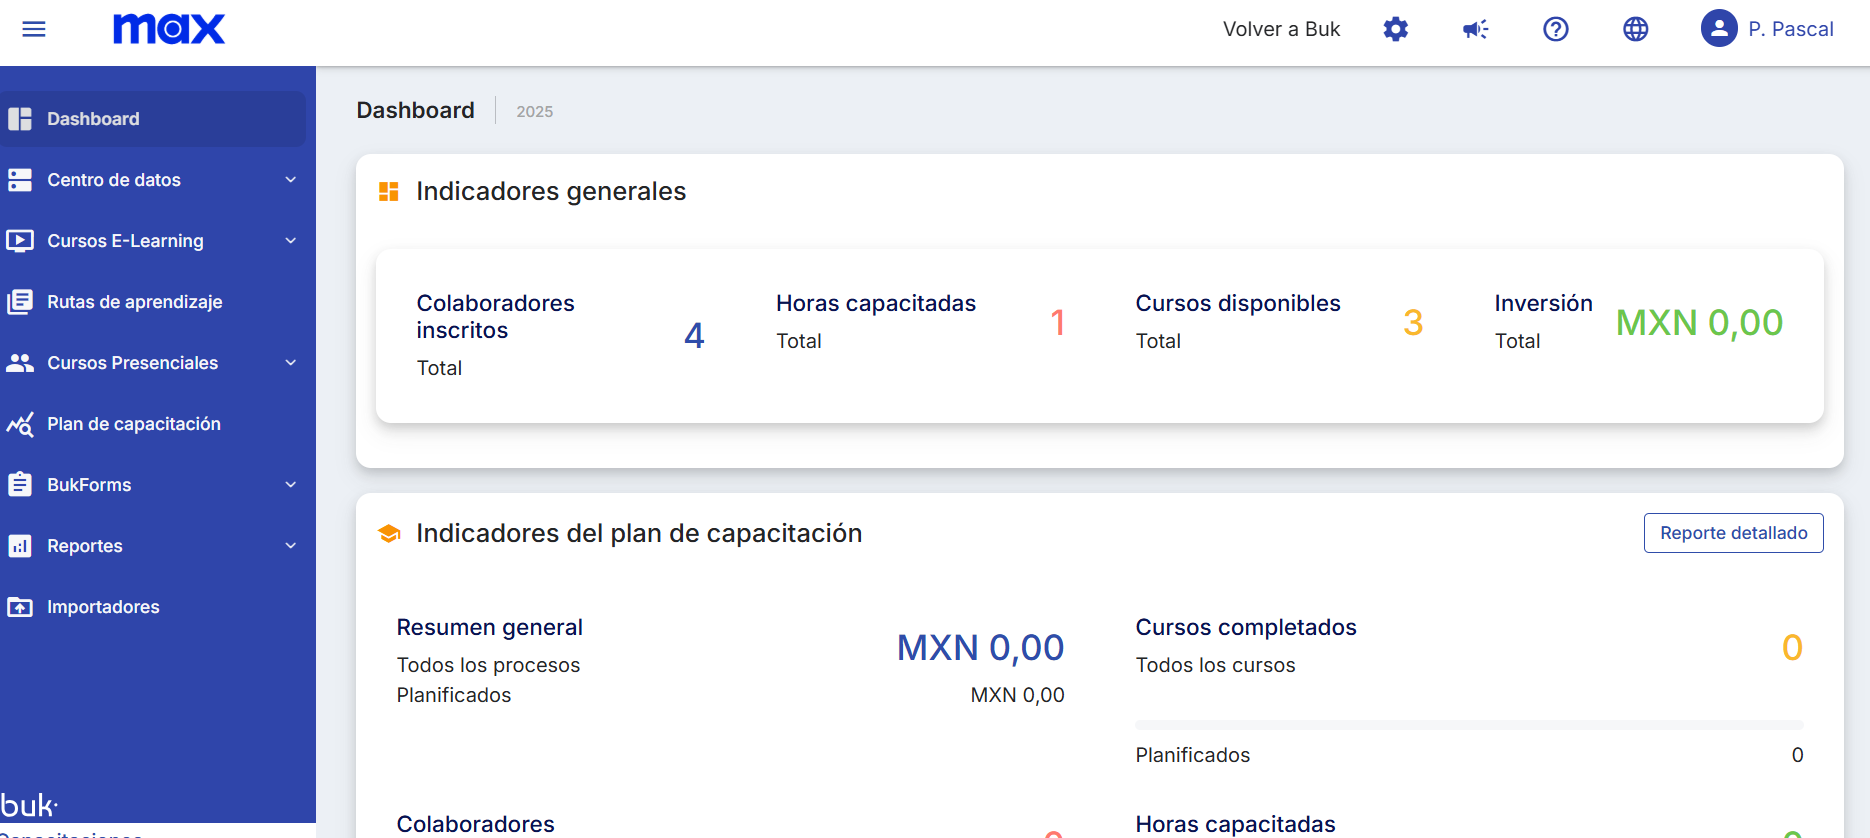 max
Volver a Buk
P. Pascal
Dashboard
Centro de datos
Cursos E-Learning
Rutas de aprendizaje
Cursos Presenciales
Plan de capacitación
BukForms
Reportes
Importadores
buk
Capacitaciones
Dashboard
2025
Indicadores generales
Colaboradores
inscritos
Total
4
Horas capacitadas
Total
1
Cursos disponibles
Total
3
Inversión
Total
MXN 0,00
Indicadores del plan de capacitación
Reporte detallado
Resumen general
Todos los procesos
MXN 0,00
Planificados
MXN 0,00
Cursos completados
Todos los cursos
0
Planificados
0
Colaboradores
Horas capacitadas